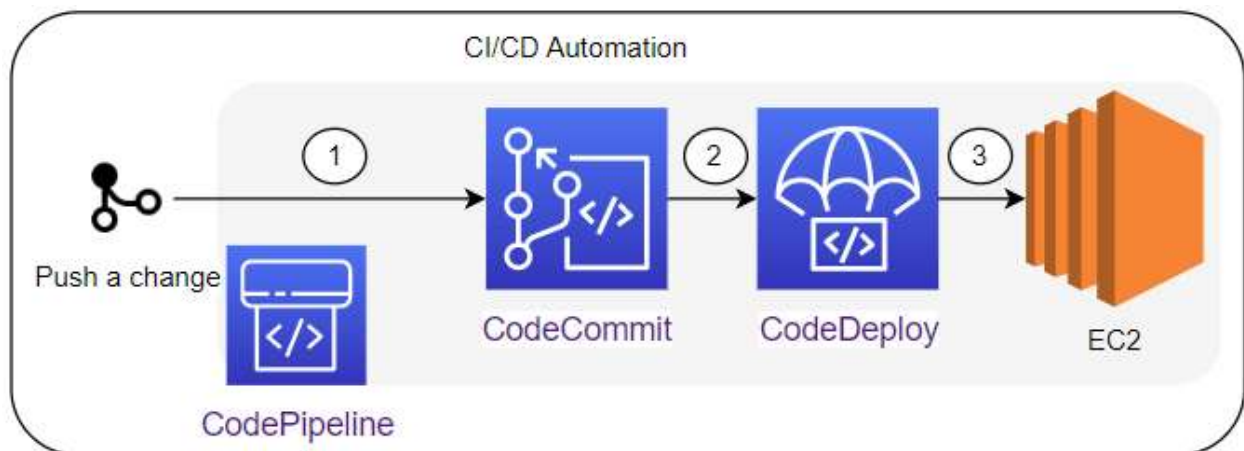 CI/CD Automation
1
2
3
</>
</>
</>
Push a change
CodeCommit
CodeDeploy
EC2
CodePipeline